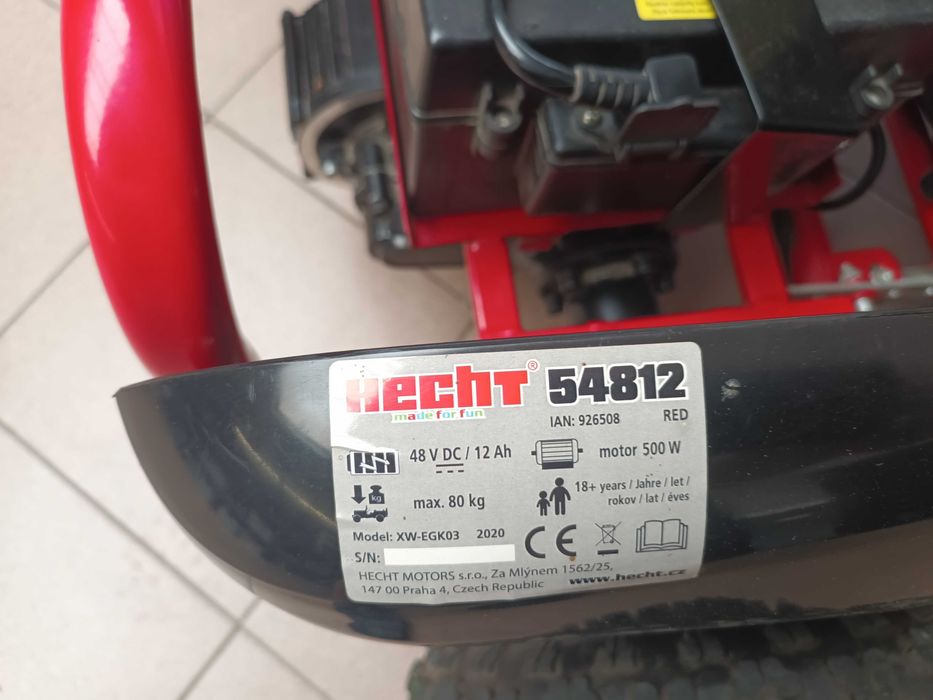 HECHT® 54812
made for fun
IAN: 926508 RED
48 V DC / 12 Ah
motor 500 W
kg
max. 80 kg
18+ years / Jahre / let /
rokov / lat / éves
Model: XW-EGK03 2020
S/N:
CE
HECHT MOTORS s.r.o., Za Mlýnem 1562/25,
147 00 Praha 4, Czech Republic www.hecht.cz